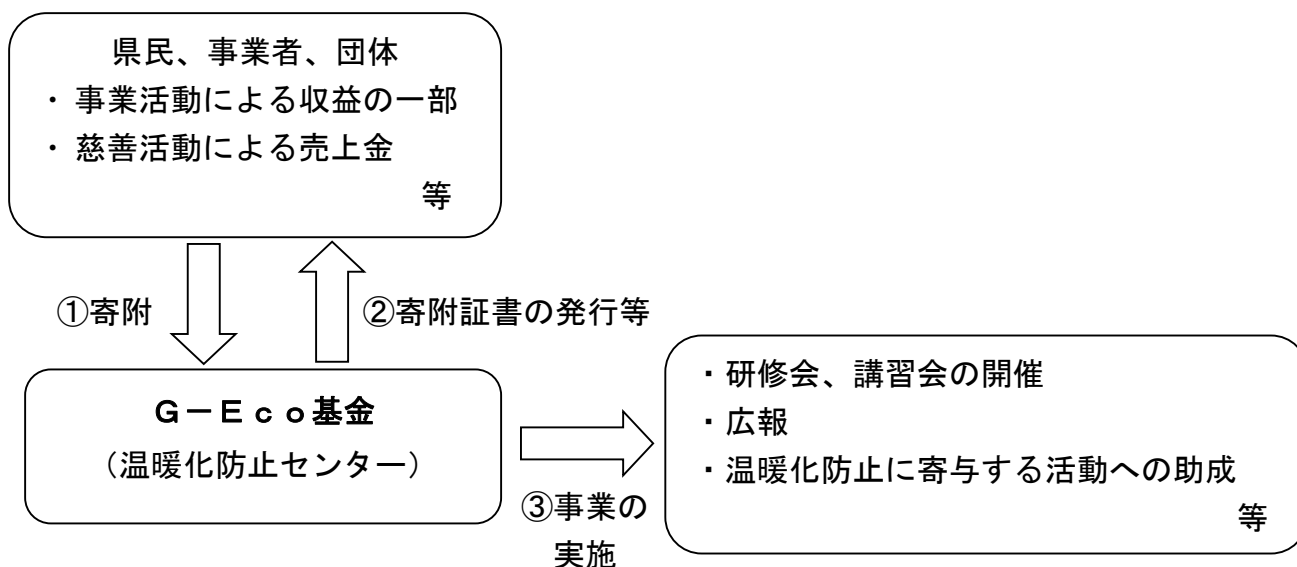 県民、事業者、団体
・ 事業活動による収益の一部
・ 慈善活動による売上金
等
①寄附
②寄附証書の発行等
G－Eco基金
（温暖化防止センター）
③事業の
実施
・研修会、講習会の開催
・広報
・温暖化防止に寄与する活動への助成
等